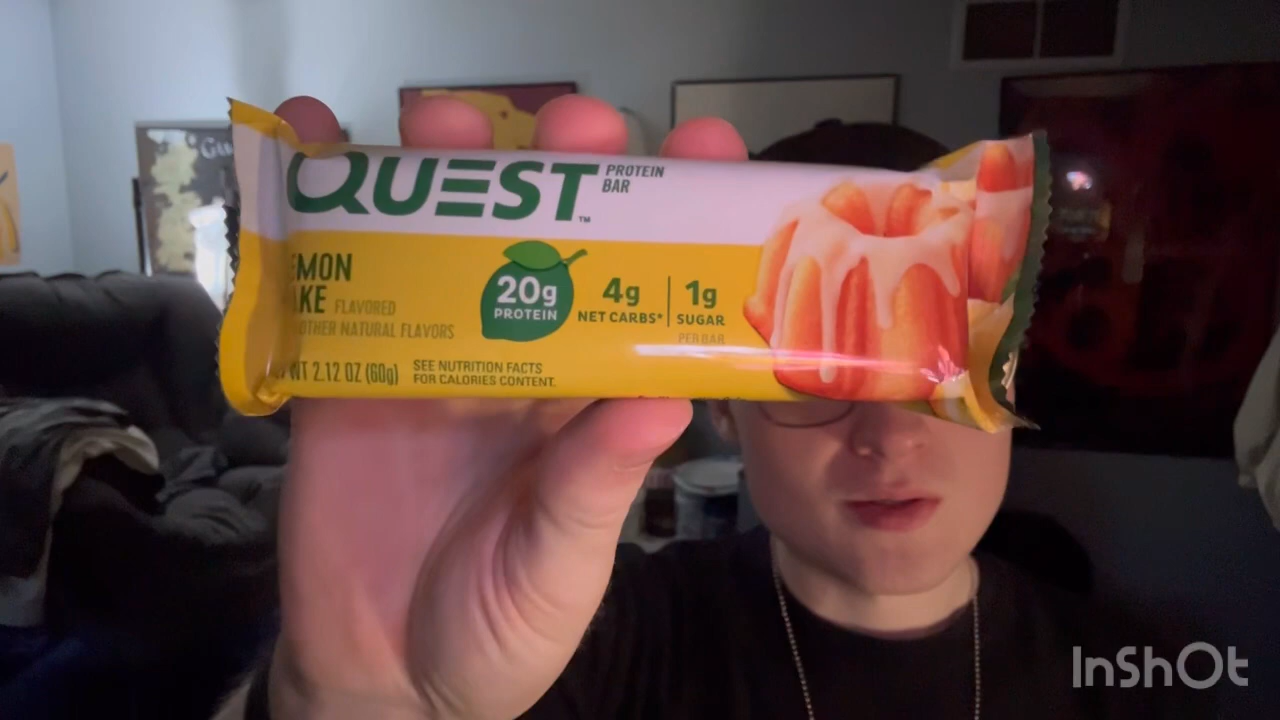 QUEST™ PROTEIN
BAR
EMON
AKE FLAVORED
OTHER NATURAL FLAVORS
20g
PROTEIN
4g
NET CARBS*
1g
SUGAR
PER BAR
WT 2.12 OZ (60g)
SEE NUTRITION FACTS
FOR CALORIES CONTENT.
InShOt